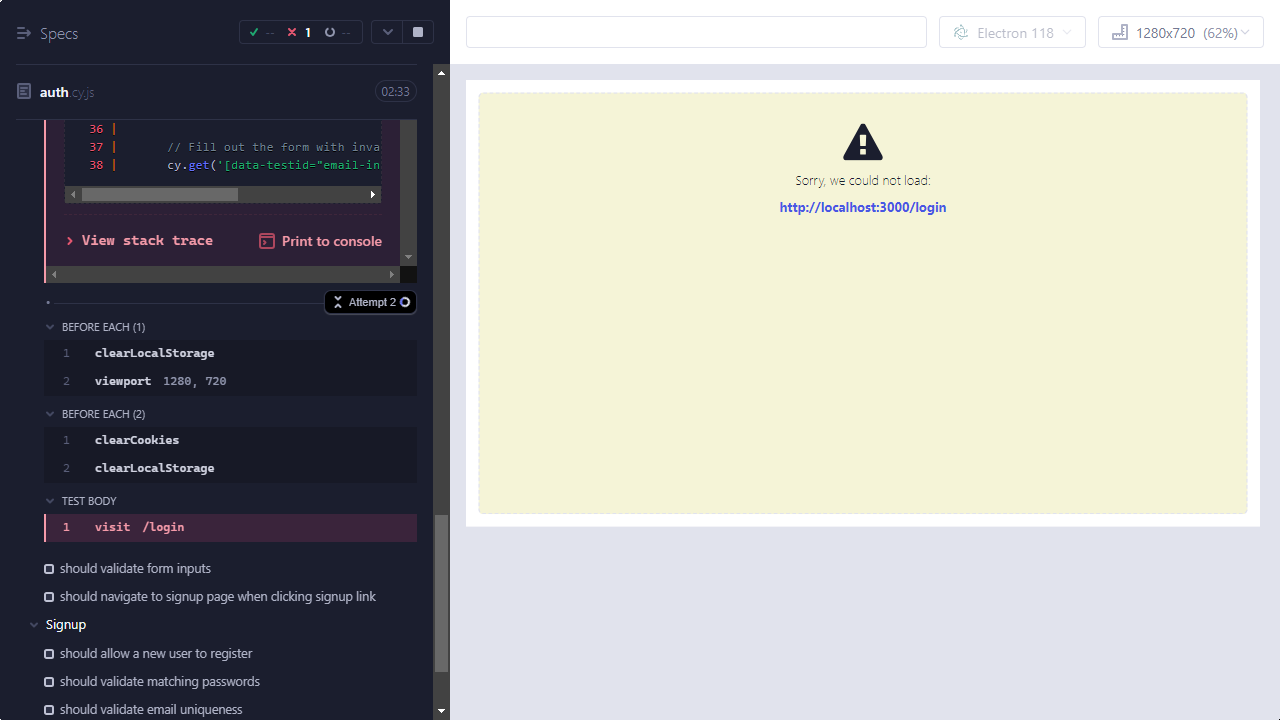 Specs
-- 1 --
Electron 118
1280x720 (62%)
auth.cy.js
02:33
36 |
37 | // Fill out the form with inva
38 | cy.get('[data-testid="email-in
View stack trace
Print to console
Attempt 2
BEFORE EACH (1)
1 clearLocalStorage
2 viewport 1280, 720
BEFORE EACH (2)
1 clearCookies
2 clearLocalStorage
TEST BODY
1 visit /login
should validate form inputs
should navigate to signup page when clicking signup link
Signup
should allow a new user to register
should validate matching passwords
should validate email uniqueness
Sorry, we could not load:
http://localhost:3000/login